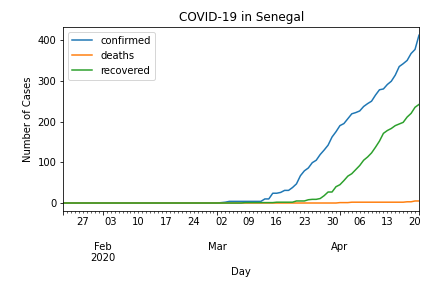 COVID-19 in Senegal
confirmed
deaths
recovered
Number of Cases
400
300
200
100
0
27 03 10 17 24 02 09 16 23 30 06 13 20
Feb Mar Apr
2020
Day